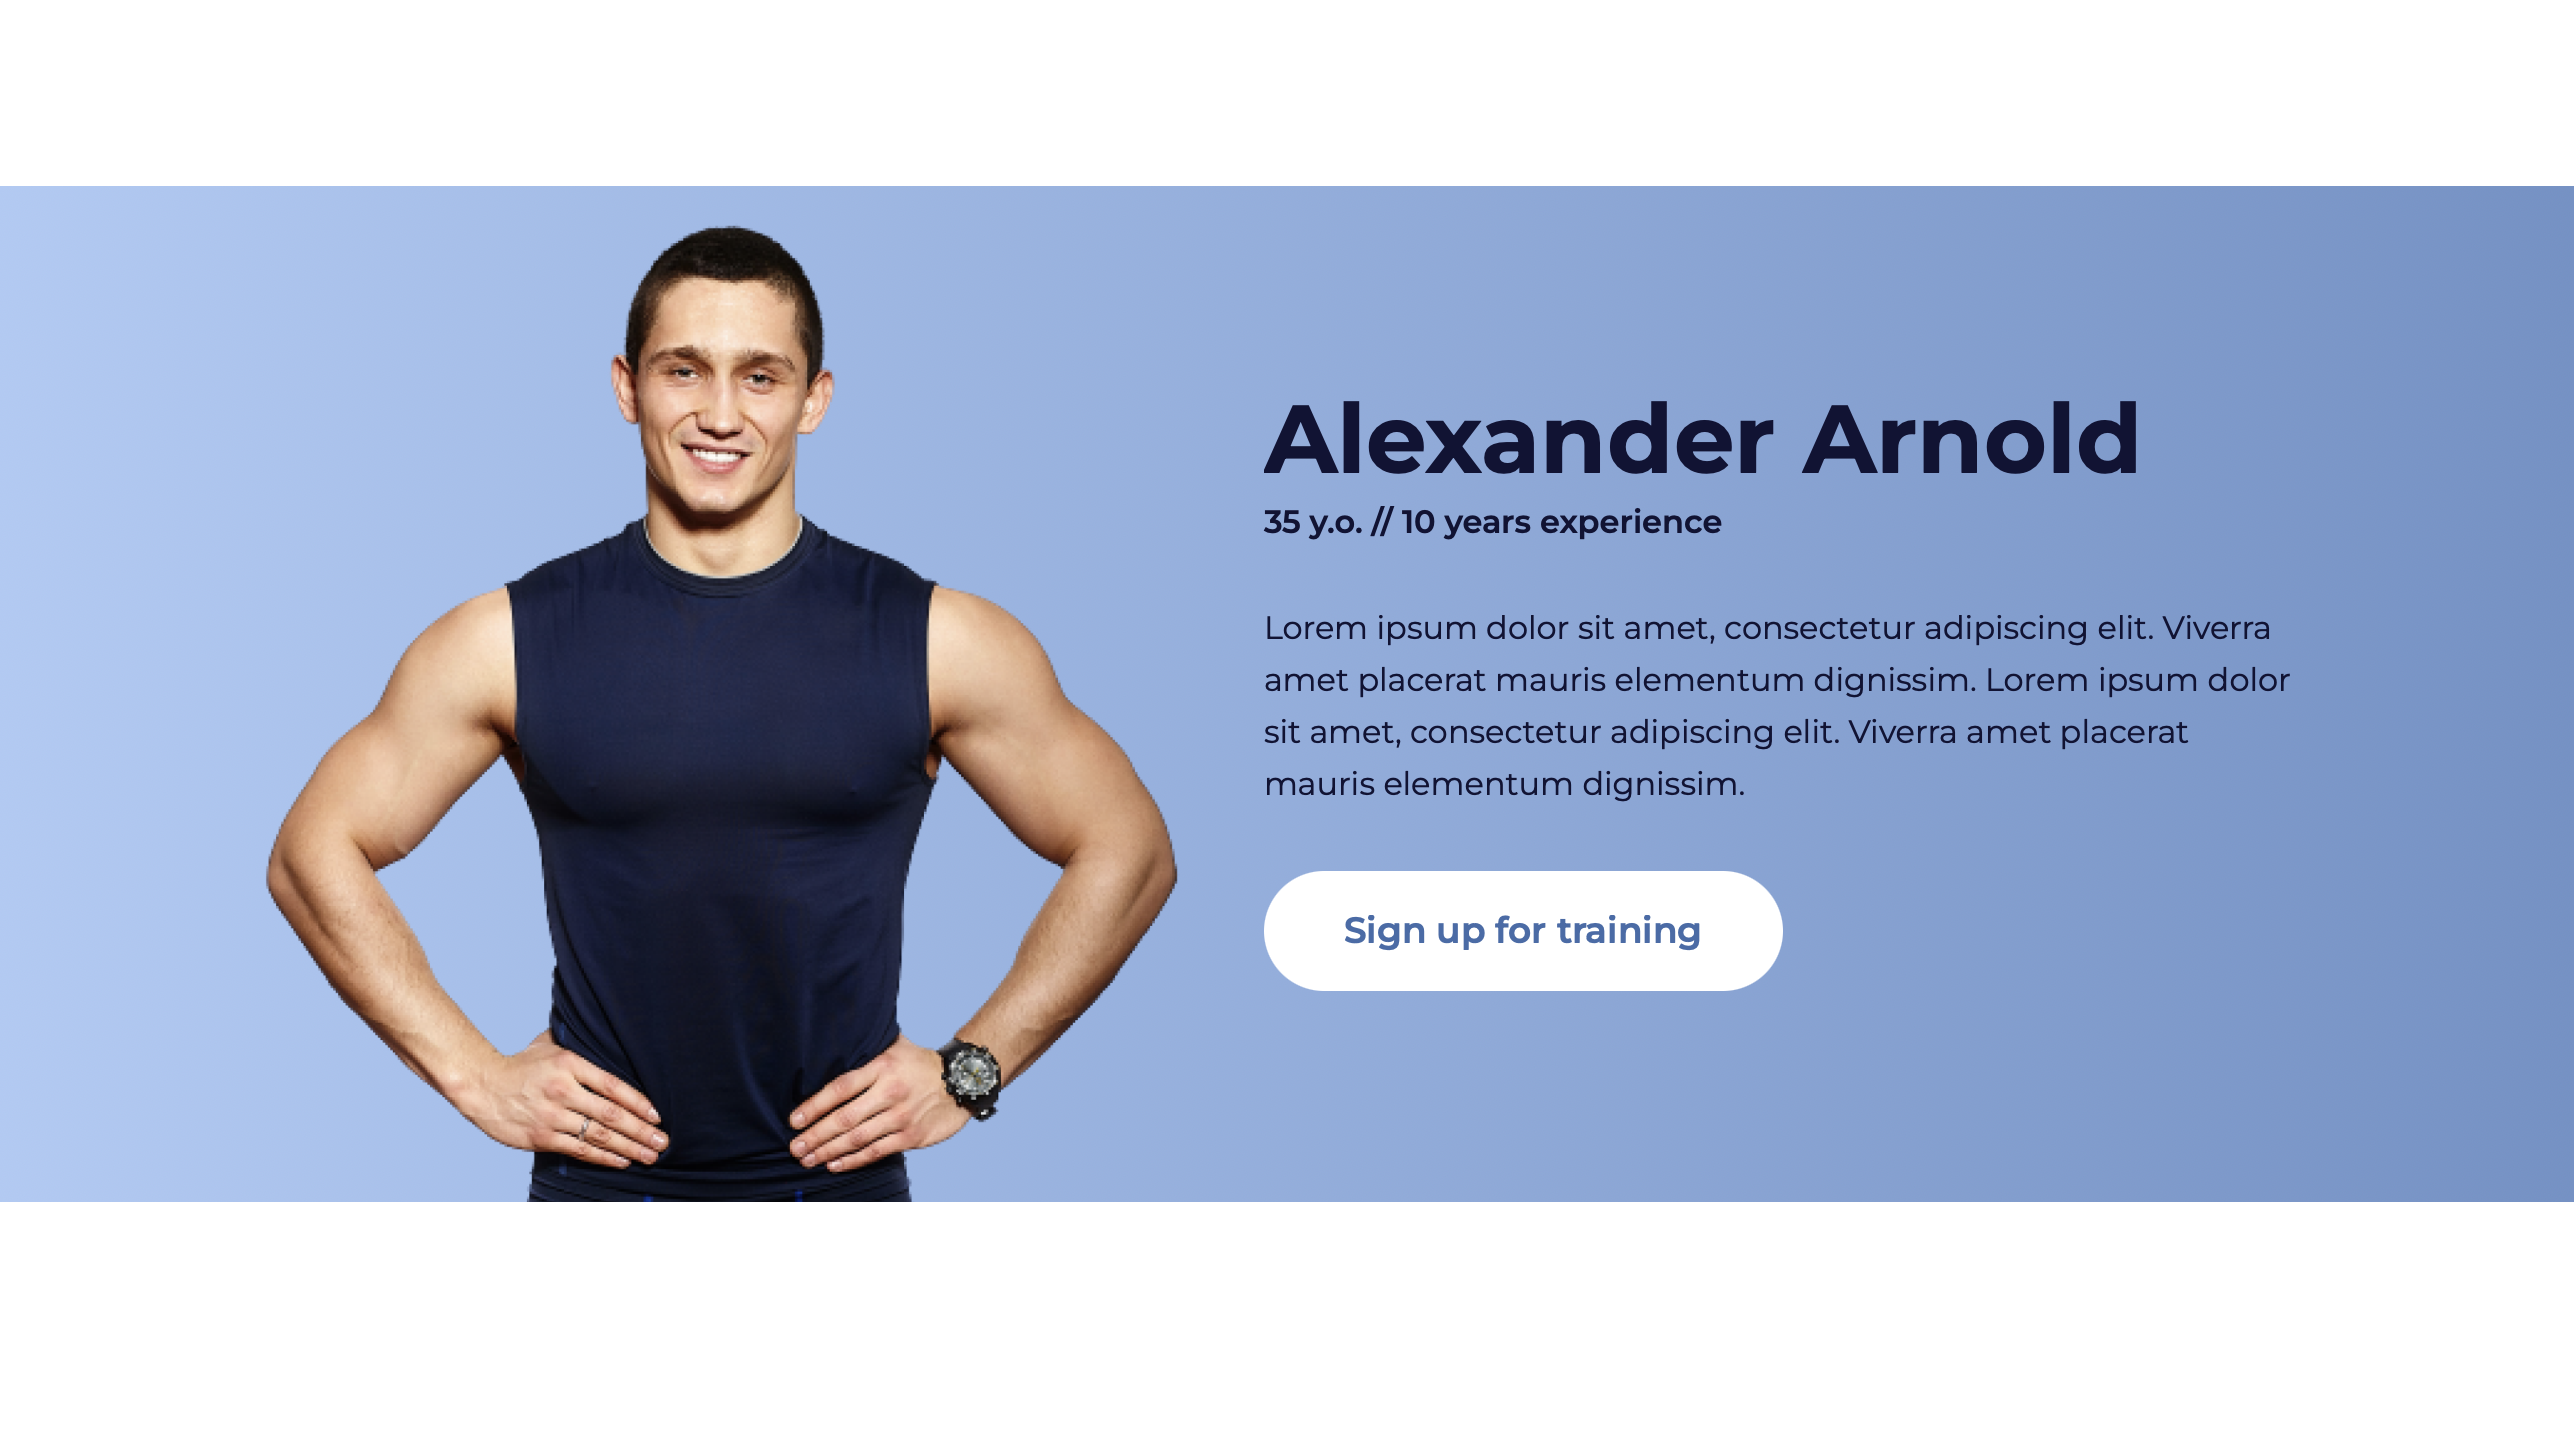 Alexander Arnold
35 y.o. // 10 years experience
Lorem ipsum dolor sit amet, consectetur adipiscing elit. Viverra
amet placerat mauris elementum dignissim. Lorem ipsum dolor
sit amet, consectetur adipiscing elit. Viverra amet placerat
mauris elementum dignissim.
Sign up for training